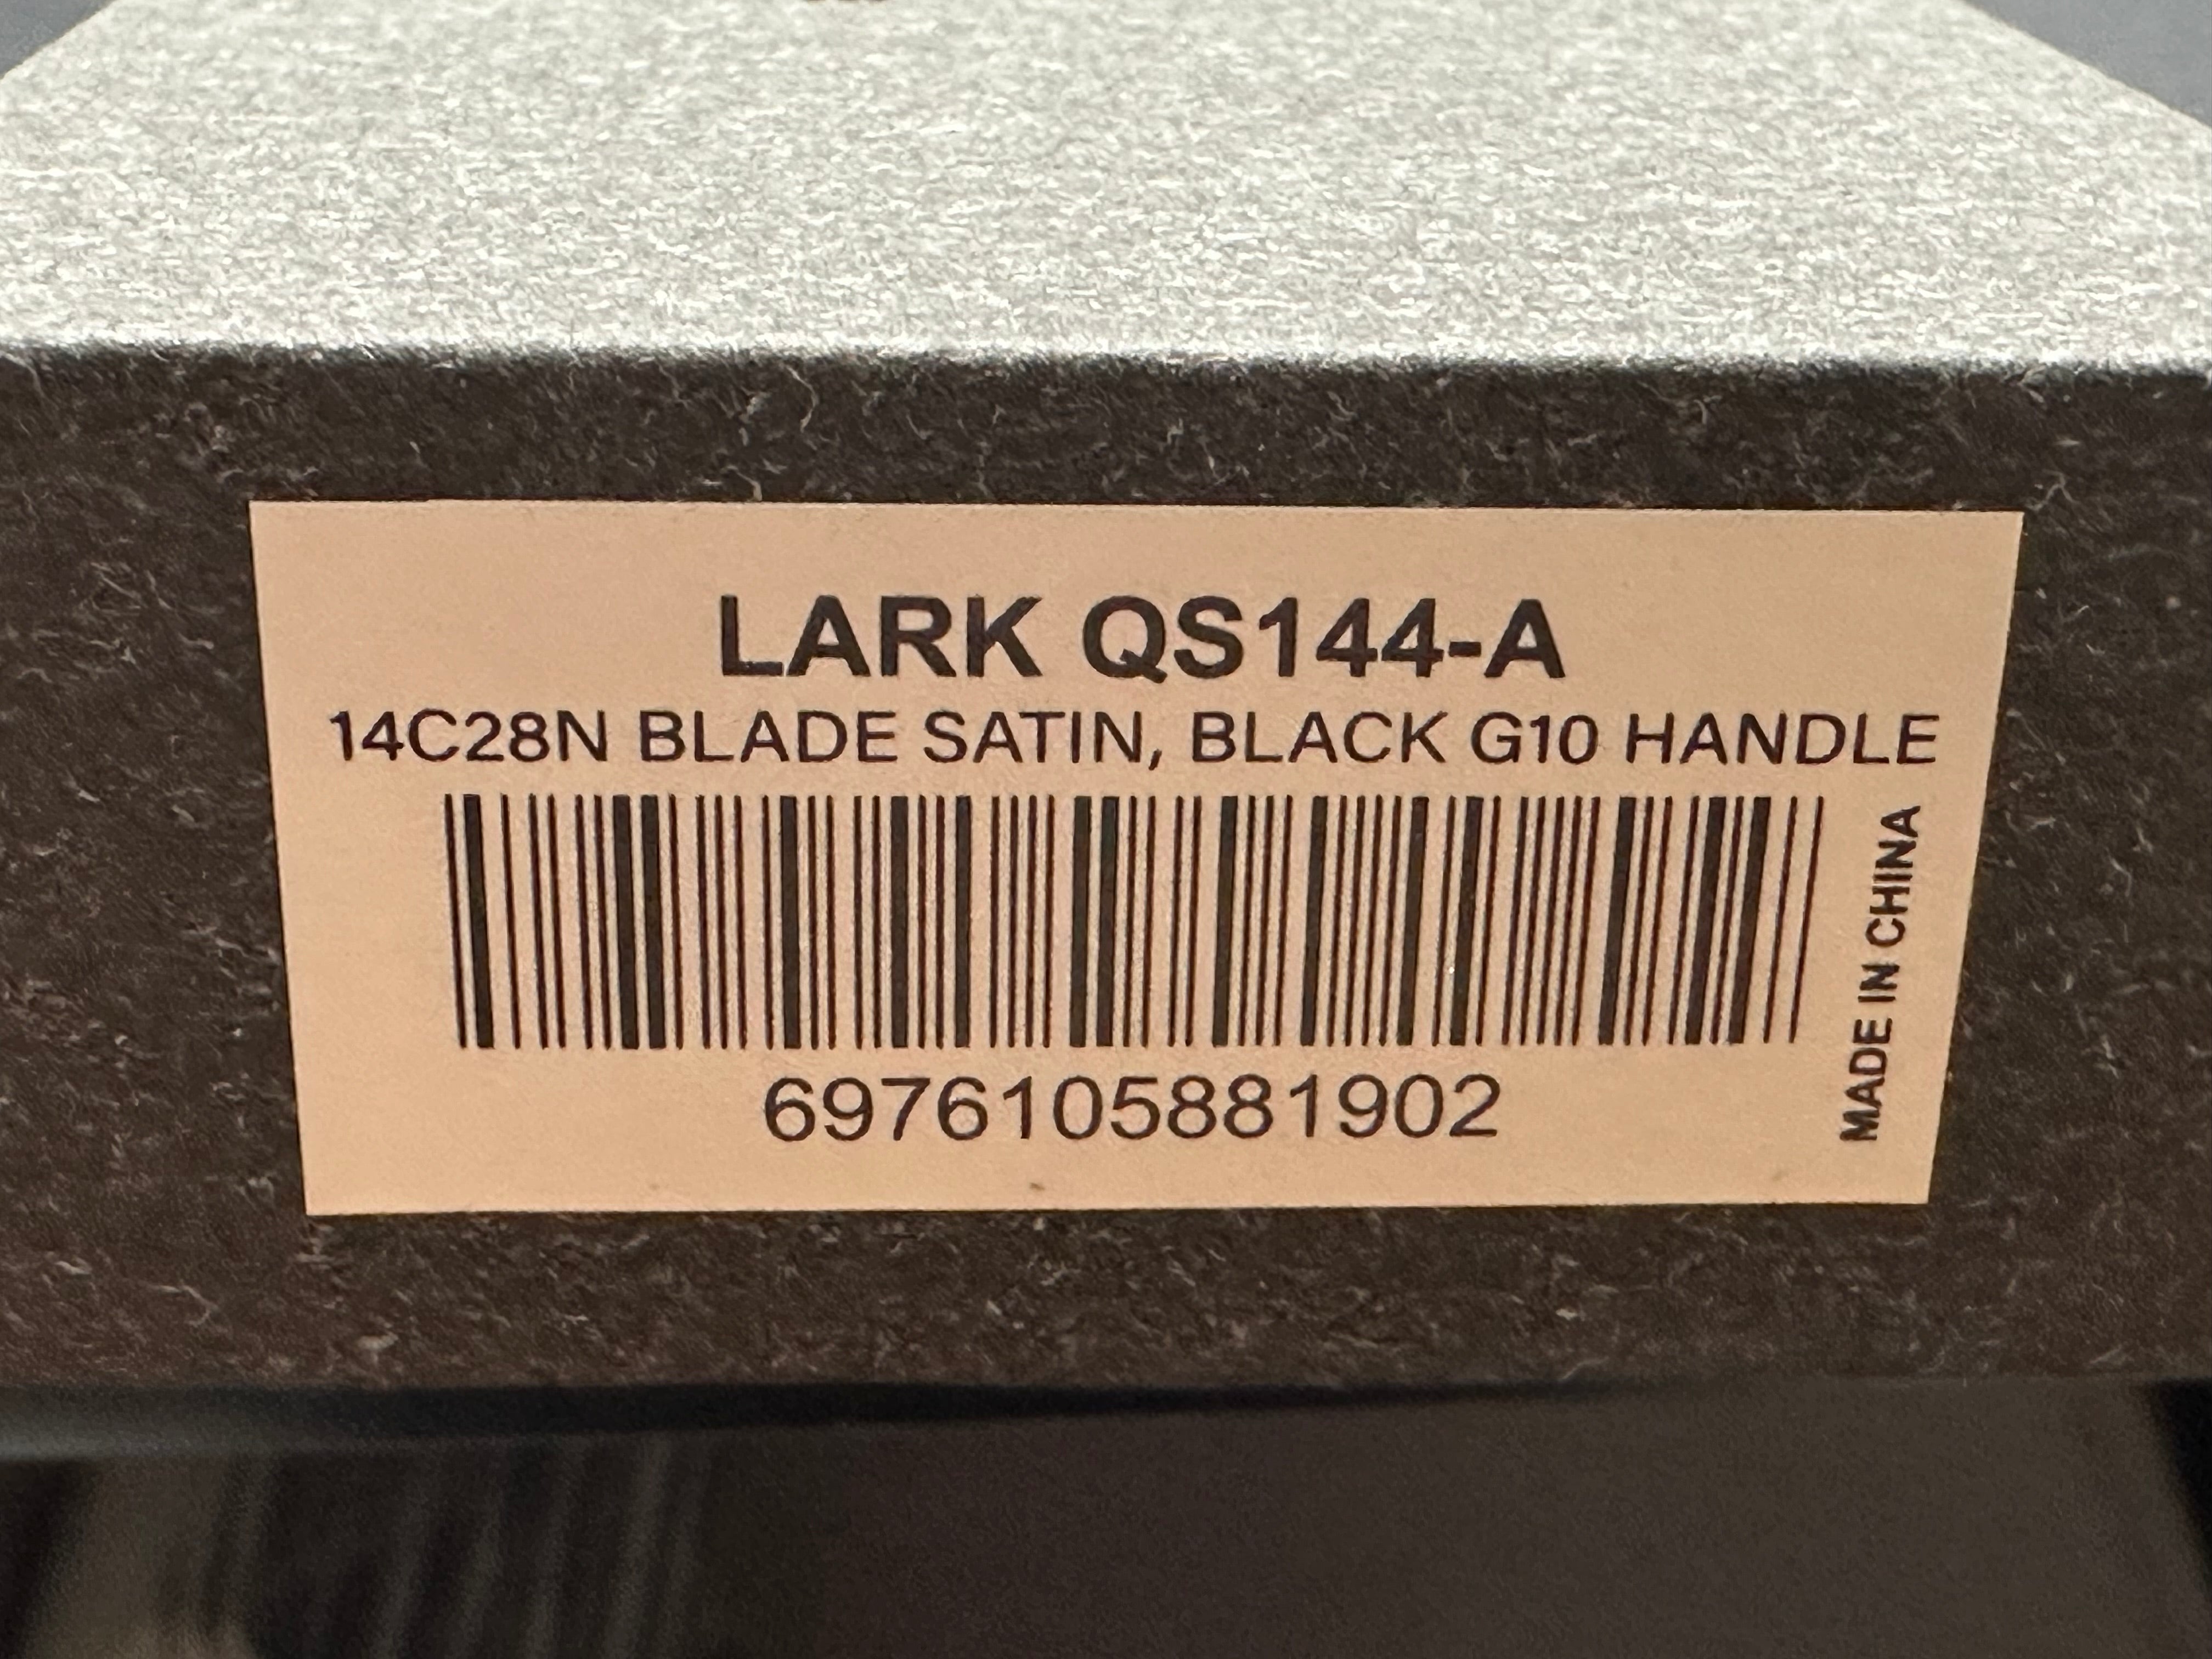 LARK QS144-A
14C28N BLADE SATIN, BLACK G10 HANDLE
6976105881902
MADE IN CHINA